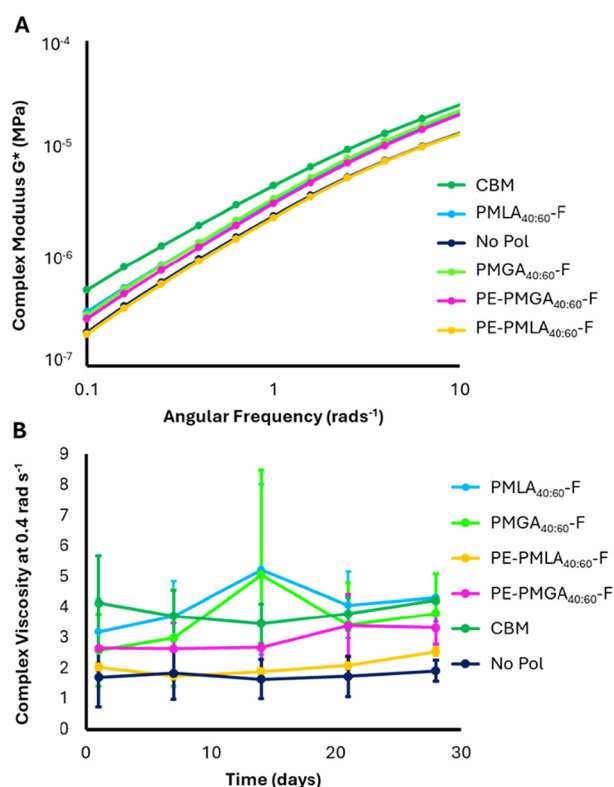 A
10⁻⁴
10⁻⁵
10⁻⁶
10⁻⁷
Complex Modulus G* (MPa)
0.1
1
10
Angular Frequency (rads⁻¹)
CBM
PMLA₄₀:₆₀-F
No Pol
PMGA₄₀:₆₀-F
PE-PMGA₄₀:₆₀-F
PE-PMLA₄₀:₆₀-F
B
9
8
7
6
5
4
3
2
1
0
Complex Viscosity at 0.4 rad s⁻¹
0
10
20
30
Time (days)
PMLA₄₀:₆₀-F
PMGA₄₀:₆₀-F
PE-PMLA₄₀:₆₀-F
PE-PMGA₄₀:₆₀-F
CBM
No Pol